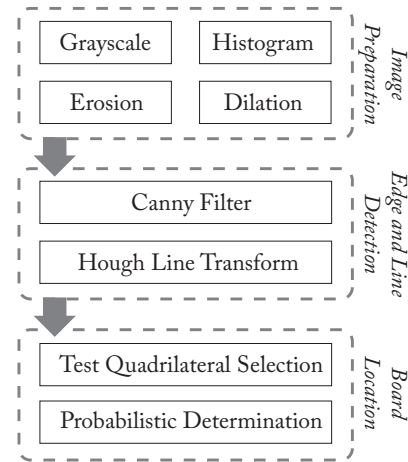 Grayscale
Histogram
Erosion
Dilation
Image
Preparation
Canny Filter
Hough Line Transform
Edge and Line
Detection
Test Quadrilateral Selection
Probabilistic Determination
Board
Location